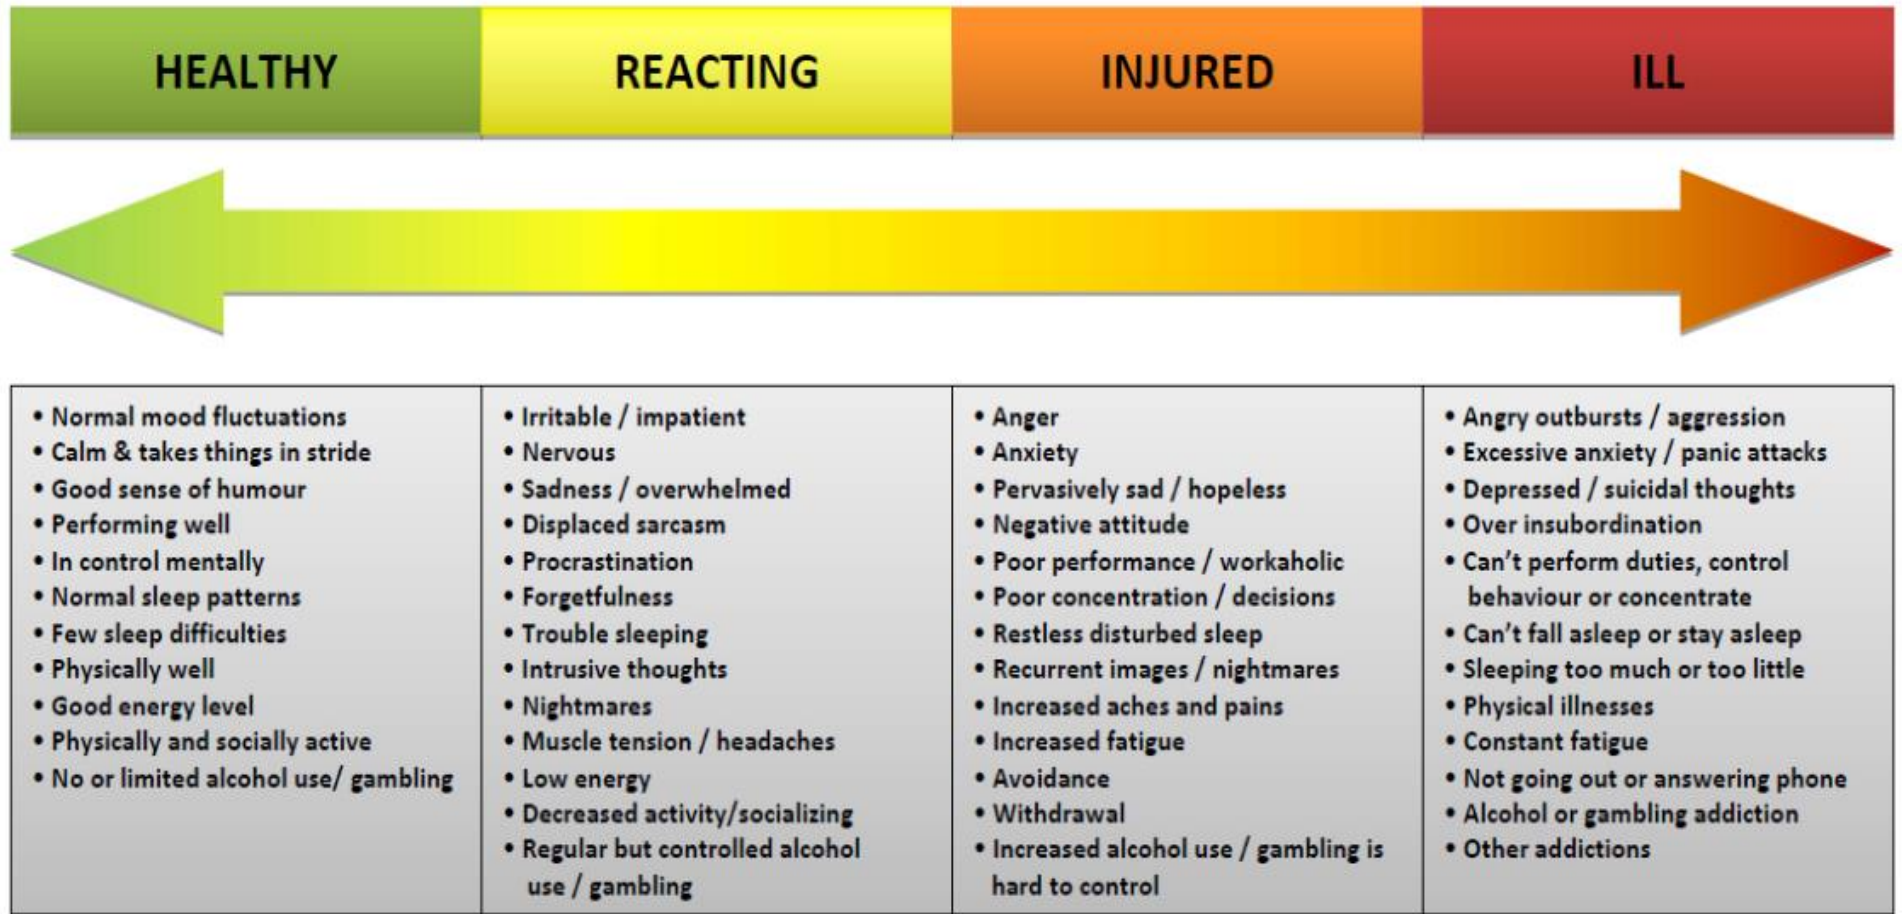 HEALTHY
REACTING
INJURED
ILL
• Normal mood fluctuations
• Calm & takes things in stride
• Good sense of humour
• Performing well
• In control mentally
• Normal sleep patterns
• Few sleep difficulties
• Physically well
• Good energy level
• Physically and socially active
• No or limited alcohol use/ gambling
• Irritable / impatient
• Nervous
• Sadness / overwhelmed
• Displaced sarcasm
• Procrastination
• Forgetfulness
• Trouble sleeping
• Intrusive thoughts
• Nightmares
• Muscle tension / headaches
• Low energy
• Decreased activity/socializing
• Regular but controlled alcohol
use / gambling
• Anger
• Anxiety
• Pervasively sad / hopeless
• Negative attitude
• Poor performance / workaholic
• Poor concentration / decisions
• Restless disturbed sleep
• Recurrent images / nightmares
• Increased aches and pains
• Increased fatigue
• Avoidance
• Withdrawal
• Increased alcohol use / gambling is
hard to control
• Angry outbursts / aggression
• Excessive anxiety / panic attacks
• Depressed / suicidal thoughts
• Over insubordination
• Can’t perform duties, control
behaviour or concentrate
• Can’t fall asleep or stay asleep
• Sleeping too much or too little
• Physical illnesses
• Constant fatigue
• Not going out or answering phone
• Alcohol or gambling addiction
• Other addictions